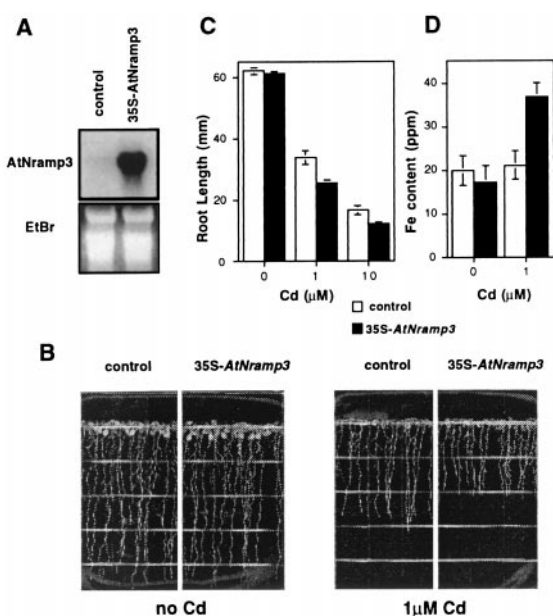 A
control
35S-AtNramp3
AtNramp3
EtBr
C
Root Length (mm)
60
40
20
0
0 1 10
Cd (μM)
D
Fe content (ppm)
40
30
20
10
0
0 1
Cd (μM)
control
35S-AtNramp3
B
control 35S-AtNramp3
control 35S-AtNramp3
no Cd
1μM Cd